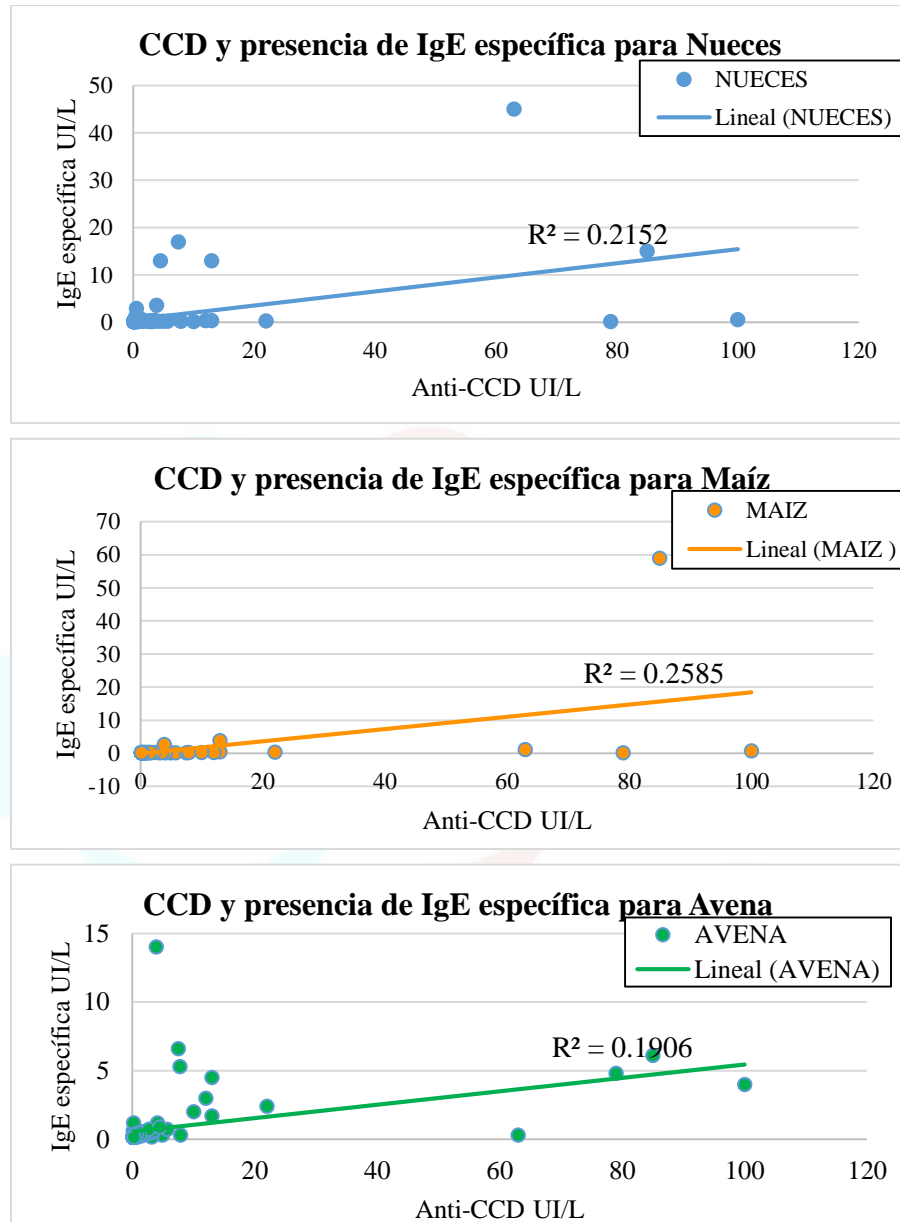 CCD y presencia de IgE específica para Nueces
NUECES
Lineal (NUECES)
50
40
30
20
10
0
IgE específica UI/L
R² = 0.2152
0 20 40 60 80 100 120
Anti-CCD UI/L
CCD y presencia de IgE específica para Maíz
MAIZ
Lineal (MAIZ )
70
60
50
40
30
20
10
0
-10
IgE específica UI/L
R² = 0.2585
0 20 40 60 80 100 120
Anti-CCD UI/L
CCD y presencia de IgE específica para Avena
AVENA
Lineal (AVENA)
15
10
5
0
IgE específica UI/L
R² = 0.1906
0 20 40 60 80 100 120
Anti-CCD UI/L